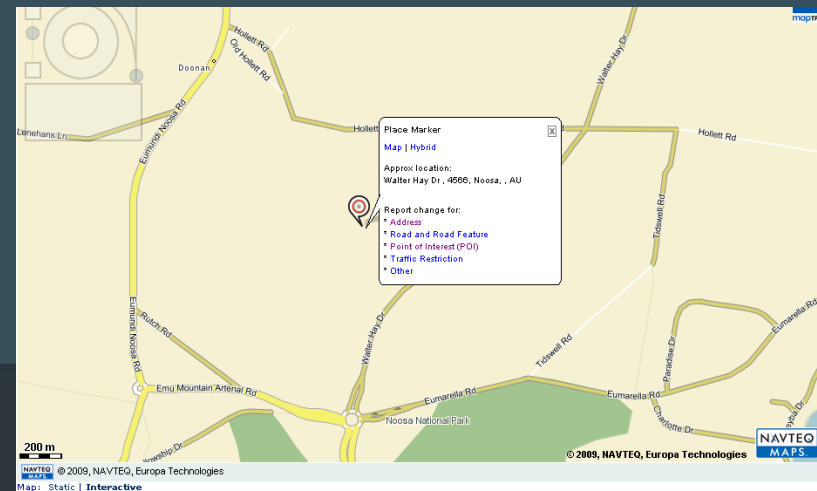 Hollett Rd
Old Hollett Rd
Doonan
Walter Hay Dr
Lenehans Ln
Eumundi Noosa Rd
Hollett
Hollett Rd
Place Marker
X
Map | Hybrid
Approx location:
Walter Hay Dr , 4566, Noosa, , AU
Report change for:
* Address
* Road and Road Feature
* Point of Interest (POI)
* Traffic Restriction
* Other
Tidswell Rd
Eumundi Noosa Rd
Rutch Rd
Walter Hay Dr
Tidswell Rd
Paradise Dr
Eumarella Rd
Emu Mountain Arterial Rd
Eumarella Rd
Eumarella Rd
Noosa National Park
Charlotte Dr
200 m
© 2009, NAVTEQ, Europa Technologies
NAVTEQ
MAPS
NAVTEQ
MAPS
© 2009, NAVTEQ, Europa Technologies
Map: Static | Interactive